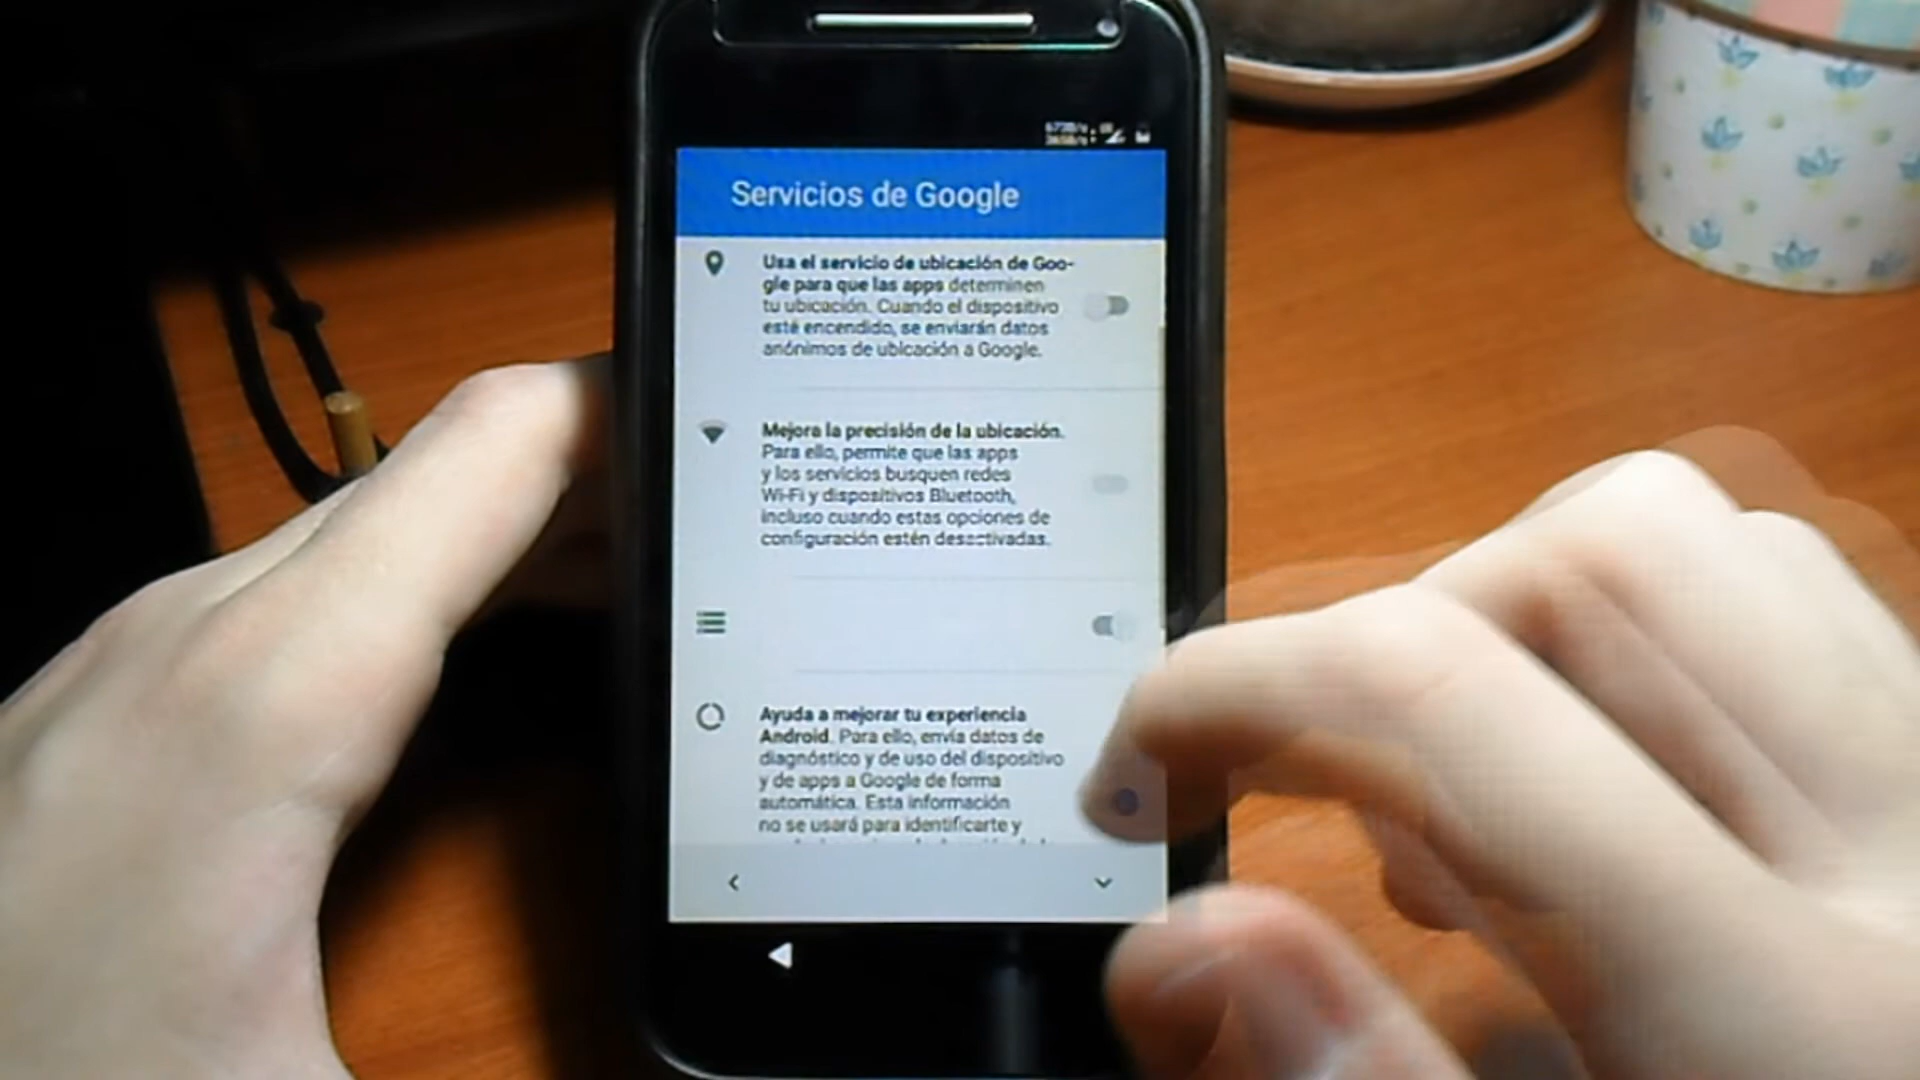 Servicios de Google
Usa el servicio de ubicación de Goo-
gle para que las apps determinen
tu ubicación. Cuando el dispositivo
esté encendido, se enviarán datos
anónimos de ubicación a Google.
Mejora la precisión de la ubicación.
Para ello, permite que las apps
y los servicios busquen redes
Wi-Fi y dispositivos Bluetooth,
incluso cuando estas opciones de
configuración estén desactivadas.
Ayuda a mejorar tu experiencia
Android. Para ello, envía datos de
diagnóstico y de uso del dispositivo
y de apps a Google de forma
automática. Esta información
no se usará para identificarte y